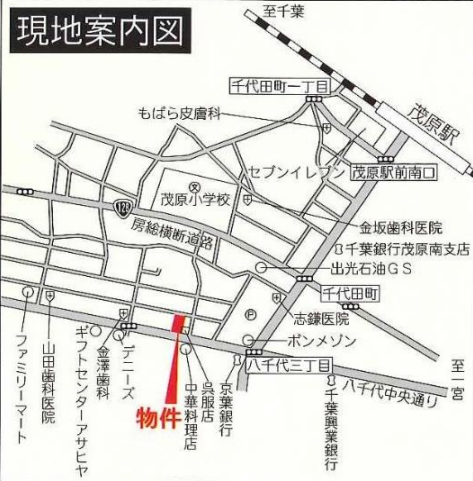 現地案内図
至千葉
千代田町一丁目
茂原駅
もばら皮膚科
セブンイレブン
茂原駅前南口
文
茂原小学校
128
金坂歯科医院
房総横断道路
千葉銀行茂原南支店
出光石油GS
千代田町
志鎌医院
P
ボンメゾン
八千代三丁目
至一宮
八千代中央通り
ファミリーマート
山田歯科医院
ギフトセンターアサヒヤ
金澤歯科
デニーズ
物件
中華料理店
呉服店
京葉銀行
千葉興業銀行